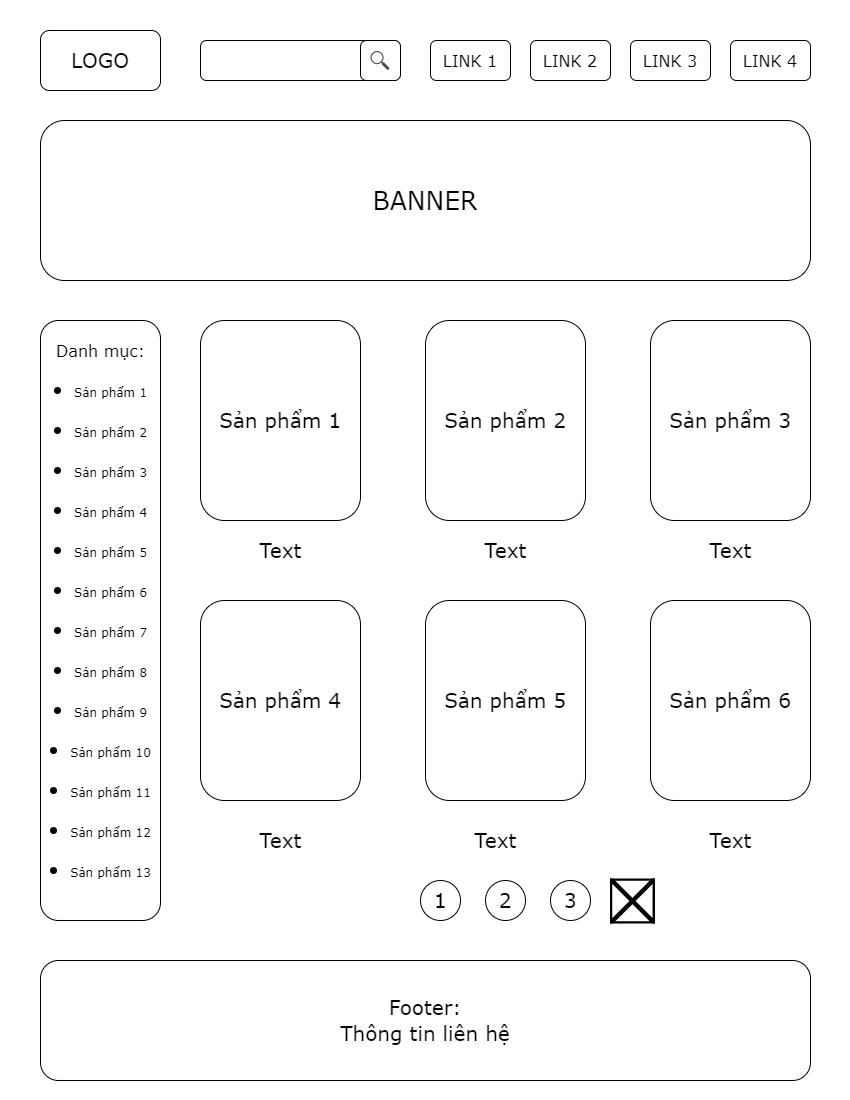 LOGO
LINK 1
LINK 2
LINK 3
LINK 4
BANNER
Danh mục:
Sản phẩm 1
Sản phẩm 2
Sản phẩm 3
Sản phẩm 4
Sản phẩm 5
Sản phẩm 6
Sản phẩm 7
Sản phẩm 8
Sản phẩm 9
Sản phẩm 10
Sản phẩm 11
Sản phẩm 12
Sản phẩm 13
Sản phẩm 1
Sản phẩm 2
Sản phẩm 3
Text
Text
Text
Sản phẩm 4
Sản phẩm 5
Sản phẩm 6
Text
Text
Text
1
2
3
Footer:
Thông tin liên hệ